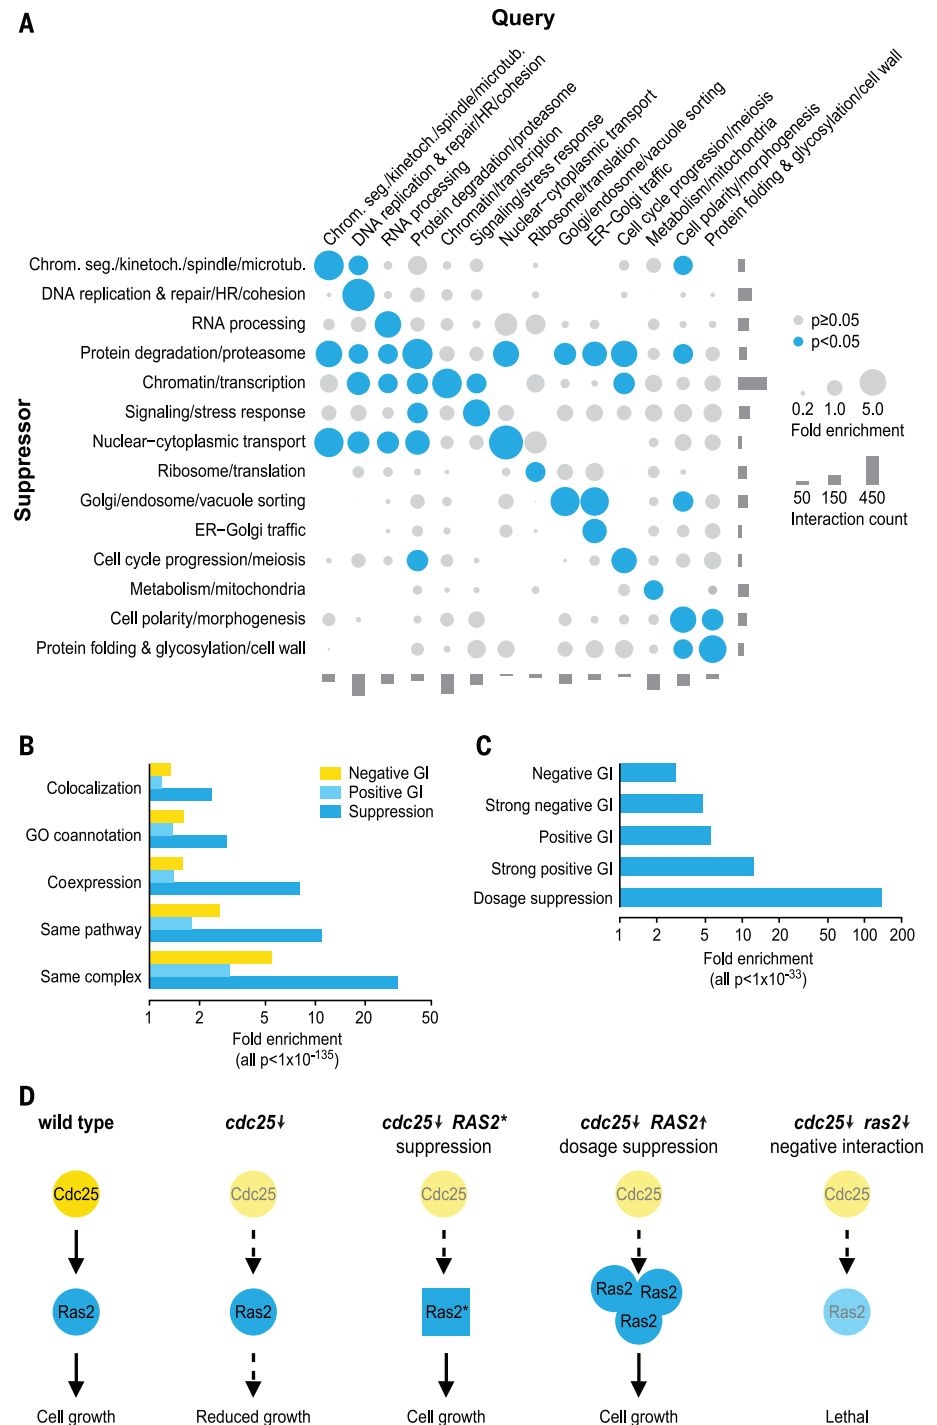 A
Query
Chrom. seg./kinetoch./spindle/microtub.
DNA replication & repair/HR/cohesion
RNA processing
Protein degradation/proteasome
Chromatin/transcription
Signaling/stress response
Nuclear-cytoplasmic transport
Ribosome/translation
Golgi/endosome/vacuole sorting
ER-Golgi traffic
Cell cycle progression/meiosis
Metabolism/mitochondria
Cell polarity/morphogenesis
Protein folding & glycosylation/cell wall
Suppressor
Chrom. seg./kinetoch./spindle/microtub.
DNA replication & repair/HR/cohesion
RNA processing
Protein degradation/proteasome
Chromatin/transcription
Signaling/stress response
Nuclear-cytoplasmic transport
Ribosome/translation
Golgi/endosome/vacuole sorting
ER-Golgi traffic
Cell cycle progression/meiosis
Metabolism/mitochondria
Cell polarity/morphogenesis
Protein folding & glycosylation/cell wall
p≥0.05
p<0.05
0.2 1.0 5.0
Fold enrichment
50 150 450
Interaction count
B
Negative GI
Positive GI
Suppression
Colocalization
GO coannotation
Coexpression
Same pathway
Same complex
1 2 5 10 20 50
Fold enrichment
(all p<1x10⁻¹³⁵)
C
Negative GI
Strong negative GI
Positive GI
Strong positive GI
Dosage suppression
1 2 5 10 20 50 100 200
Fold enrichment
(all p<1x10⁻³³)
D
wild type
Cdc25
Ras2
Cell growth
cdc25↓
Cdc25
Ras2
Reduced growth
cdc25↓ RAS2*
suppression
Cdc25
Ras2*
Cell growth
cdc25↓ RAS2↑
dosage suppression
Cdc25
Ras2 Ras2
Ras2
Cell growth
cdc25↓ ras2↓
negative interaction
Cdc25
Ras2
Lethal